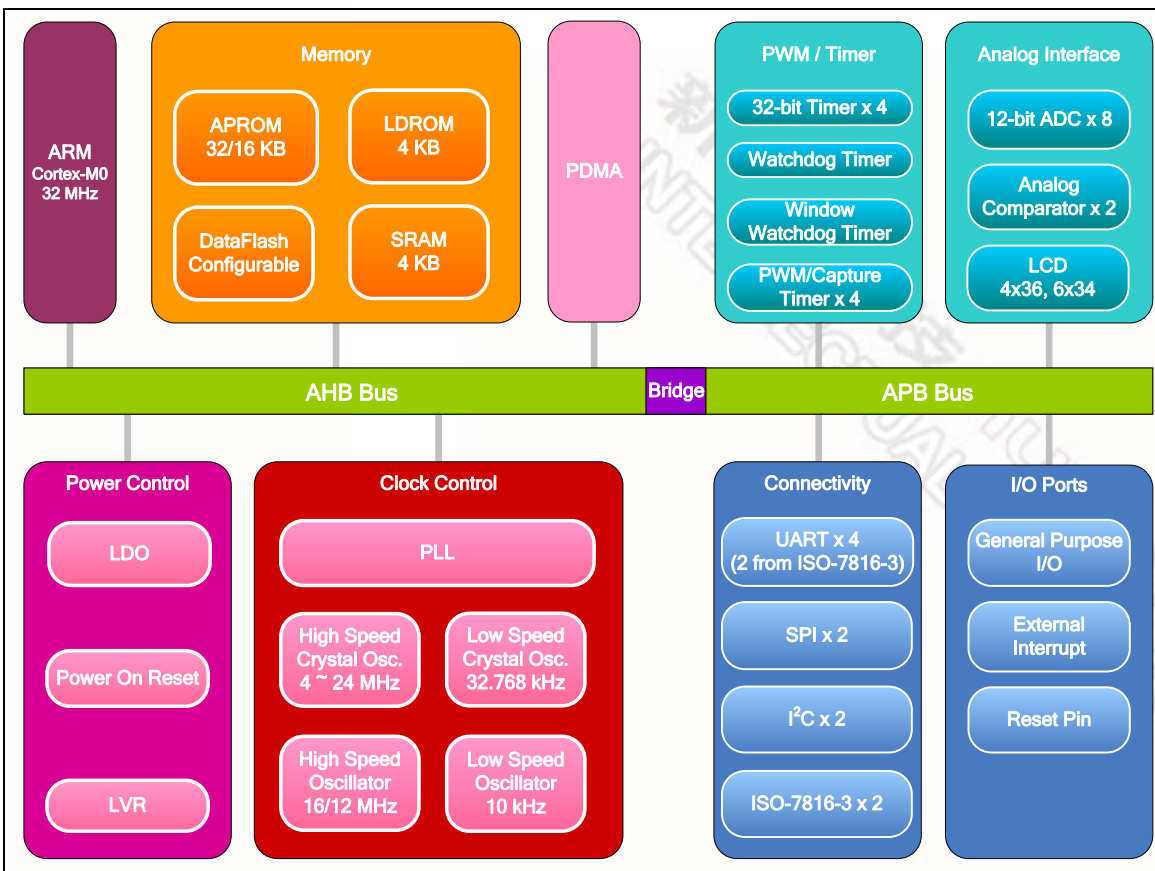 ARM
Cortex-M0
32 MHz
Memory
APROM
32/16 KB
LDROM
4 KB
DataFlash
Configurable
SRAM
4 KB
PDMA
PWM / Timer
32-bit Timer x 4
Watchdog Timer
Window
Watchdog Timer
PWM/Capture
Timer x 4
Analog Interface
12-bit ADC x 8
Analog
Comparator x 2
LCD
4x36, 6x34
AHB Bus
Bridge
APB Bus
Power Control
LDO
Power On Reset
LVR
Clock Control
PLL
High Speed
Crystal Osc.
4 ~ 24 MHz
Low Speed
Crystal Osc.
32.768 kHz
High Speed
Oscillator
16/12 MHz
Low Speed
Oscillator
10 kHz
Connectivity
UART x 4
(2 from ISO-7816-3)
SPI x 2
I²C x 2
ISO-7816-3 x 2
I/O Ports
General Purpose
I/O
External
Interrupt
Reset Pin